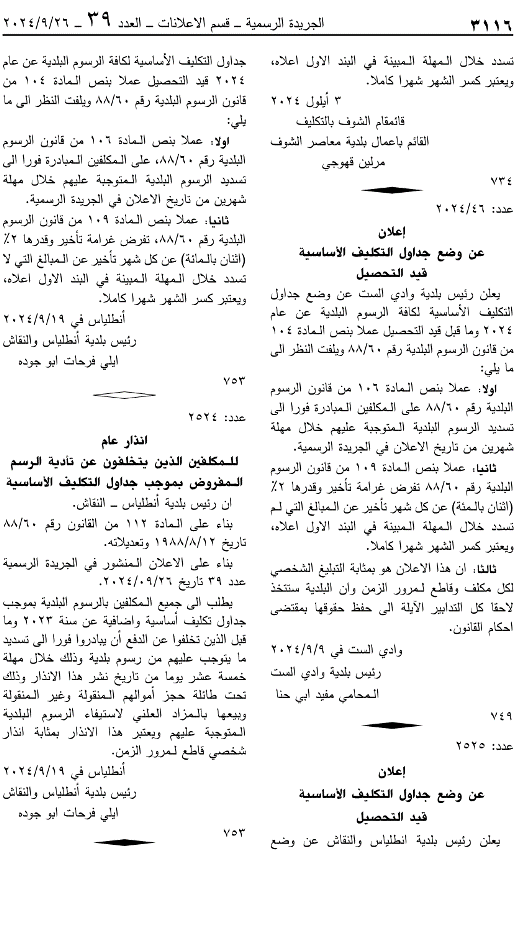 ٣١١٦
الجريدة الرسمية – قسم الاعلانات – العدد ٣٩ – ٢٠٢٤/٩/٢٦
تسدد خلال المهلة المبينة في البند الاول اعلاه،
ويعتبر كسر الشهر شهرا كاملا.
٣ أيلول ٢٠٢٤
قائمقام الشوف بالتكليف
القائم باعمال بلدية معاصر الشوف
مرلين قهوجي
٧٣٤
عدد: ٢٠٢٤/٤٦
إعلان
عن وضع جداول التكليف الأساسية
قيد التحصيل
يعلن رئيس بلدية وادي الست عن وضع جداول
التكليف الأساسية لكافة الرسوم البلدية عن عام
٢٠٢٤ وما قبل قيد التحصيل عملا بنص المادة ١٠٤
من قانون الرسوم البلدية رقم ٨٨/٦٠ ويلفت النظر الى
ما يلي:
اولا: عملا بنص المادة ١٠٦ من قانون الرسوم
البلدية رقم ٨٨/٦٠ على المكلفين المبادرة فورا الى
تسديد الرسوم البلدية المتوجبة عليهم خلال مهلة
شهرين من تاريخ الاعلان في الجريدة الرسمية.
ثانيا: عملا بنص المادة ١٠٩ من قانون الرسوم
البلدية رقم ٨٨/٦٠ تفرض غرامة تأخير وقدرها ٢٪
(اثنان بالمئة) عن كل شهر تأخير عن المبالغ التي لم
تسدد خلال المهلة المبينة في البند الاول اعلاه،
ويعتبر كسر الشهر شهرا كاملا.
ثالثا: ان هذا الاعلان هو بمثابة التبليغ الشخصي
لكل مكلف وقاطع لمرور الزمن وان البلدية ستتخذ
لاحقا كل التدابير الآيلة الى حفظ حقوقها بمقتضى
احكام القانون.
وادي الست في ٢٠٢٤/٩/٩
رئيس بلدية وادي الست
المحامي مفيد ابي حنا
٧٤٩
عدد: ٢٥٢٥
إعلان
عن وضع جداول التكليف الأساسية
قيد التحصيل
يعلن رئيس بلدية انطلياس والنقاش عن وضع
جداول التكليف الأساسية لكافة الرسوم البلدية عن عام
٢٠٢٤ قيد التحصيل عملا بنص المادة ١٠٤ من
قانون الرسوم البلدية رقم ٨٨/٦٠ ويلفت النظر الى ما
يلي:
اولا: عملا بنص المادة ١٠٦ من قانون الرسوم
البلدية رقم ٨٨/٦٠، على المكلفين المبادرة فورا الى
تسديد الرسوم البلدية المتوجبة عليهم خلال مهلة
شهرين من تاريخ الاعلان في الجريدة الرسمية.
ثانيا: عملا بنص المادة ١٠٩ من قانون الرسوم
البلدية رقم ٨٨/٦٠، تفرض غرامة تأخير وقدرها ٢٪
(اثنان بالمائة) عن كل شهر تأخير عن المبالغ التي لا
تسدد خلال المهلة المبينة في البند الاول اعلاه،
ويعتبر كسر الشهر شهرا كاملا.
أنطلياس في ٢٠٢٤/٩/١٩
رئيس بلدية أنطلياس والنقاش
ايلي فرحات ابو جوده
٧٥٣
عدد: ٢٥٢٤
انذار عام
للمكلفين الذين يتخلفون عن تأدية الرسم
المفروض بموجب جداول التكليف الأساسية
ان رئيس بلدية أنطلياس – النقاش.
بناء على المادة ١١٢ من القانون رقم ٨٨/٦٠
تاريخ ١٩٨٨/٨/١٢ وتعديلاته.
بناء على الاعلان المنشور في الجريدة الرسمية
عدد ٣٩ تاريخ ٢٠٢٤/٠٩/٢٦.
يطلب الى جميع المكلفين بالرسوم البلدية بموجب
جداول تكليف أساسية واضافية عن سنة ٢٠٢٣ وما
قبل الذين تخلفوا عن الدفع أن يبادروا فورا الى تسديد
ما يتوجب عليهم من رسوم بلدية وذلك خلال مهلة
خمسة عشر يوما من تاريخ نشر هذا الانذار وذلك
تحت طائلة حجز أموالهم المنقولة وغير المنقولة
وبيعها بالمزاد العلني لاستيفاء الرسوم البلدية
المتوجبة عليهم ويعتبر هذا الانذار بمثابة انذار
شخصي قاطع لمرور الزمن.
أنطلياس في ٢٠٢٤/٩/١٩
رئيس بلدية أنطلياس والنقاش
ايلي فرحات ابو جوده
٧٥٣